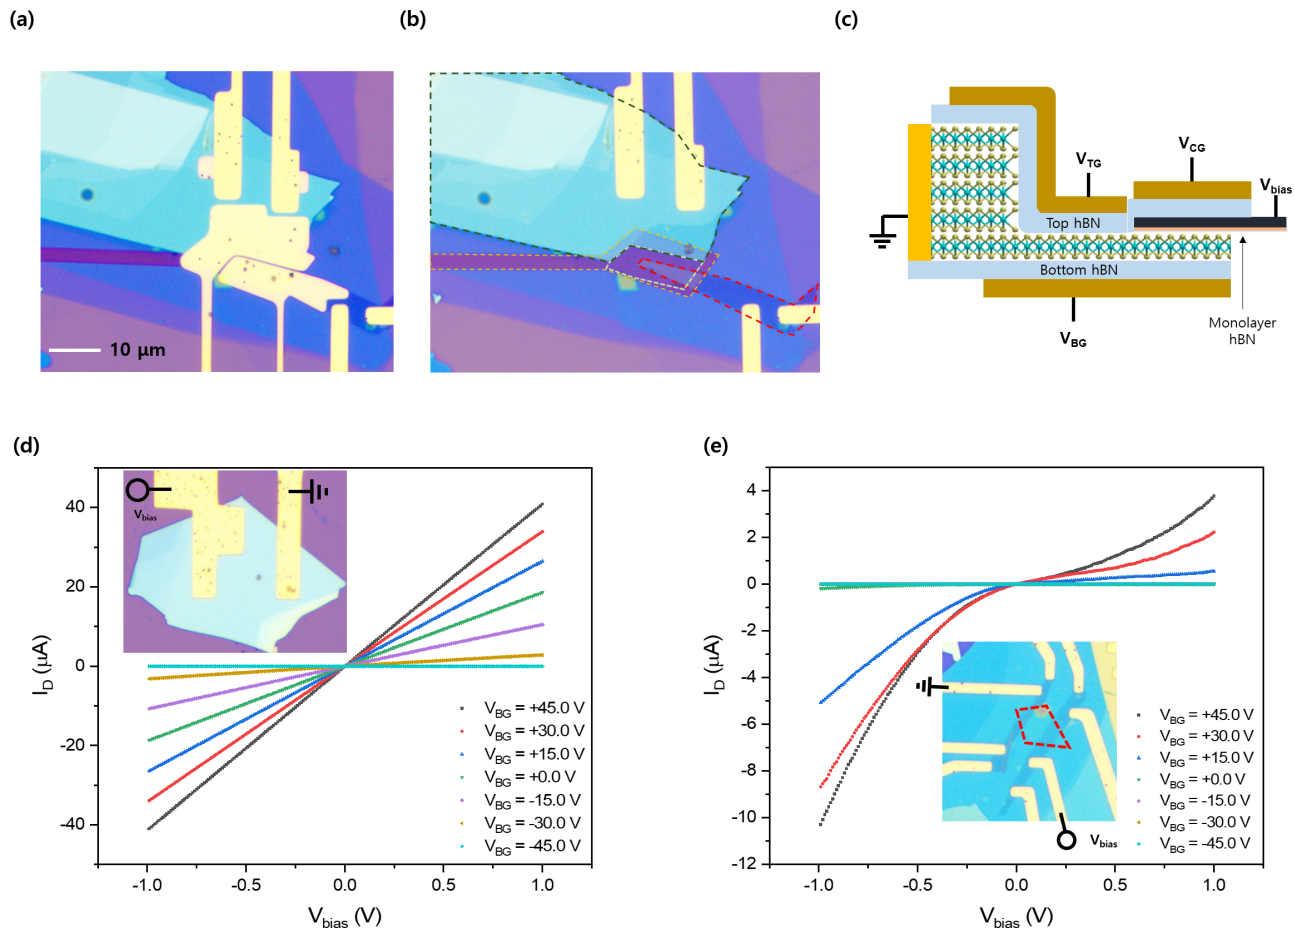 (a)
(b)
(c)
10 μm
V_TG
V_CG
V_bias
Top hBN
Bottom hBN
V_BG
Monolayer
hBN
(d)
40
20
0
-20
-40
-1.0
-0.5
0.0
0.5
1.0
I_D (μA)
V_bias (V)
V_bias
V_BG = +45.0 V
V_BG = +30.0 V
V_BG = +15.0 V
V_BG = +0.0 V
V_BG = -15.0 V
V_BG = -30.0 V
V_BG = -45.0 V
(e)
4
2
0
-2
-4
-6
-8
-10
-12
-1.0
-0.5
0.0
0.5
1.0
I_D (μA)
V_bias (V)
V_bias
V_BG = +45.0 V
V_BG = +30.0 V
V_BG = +15.0 V
V_BG = +0.0 V
V_BG = -15.0 V
V_BG = -30.0 V
V_BG = -45.0 V